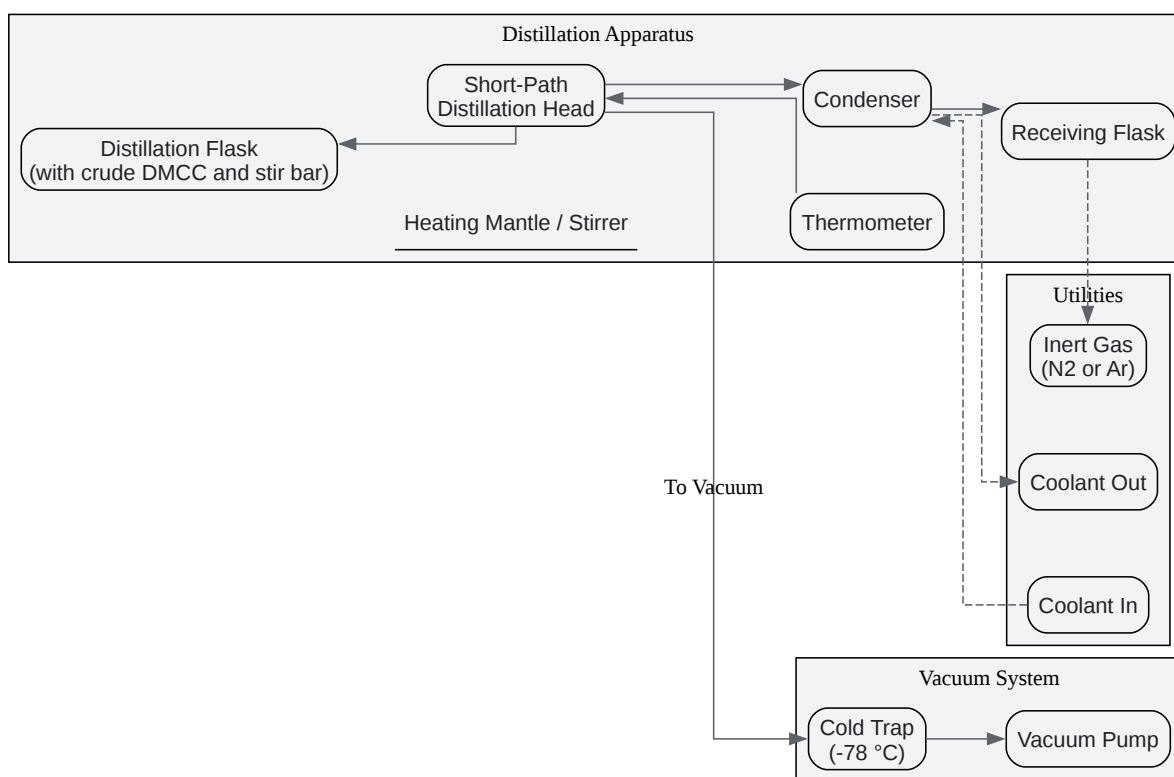 Distillation Apparatus
Short-Path
Distillation Head
Condenser
Receiving Flask
Distillation Flask
(with crude DMCC and stir bar)
Heating Mantle / Stirrer
Thermometer
Utilities
Inert Gas
(N2 or Ar)
To Vacuum
Coolant Out
Coolant In
Vacuum System
Cold Trap
(-78 °C)
Vacuum Pump